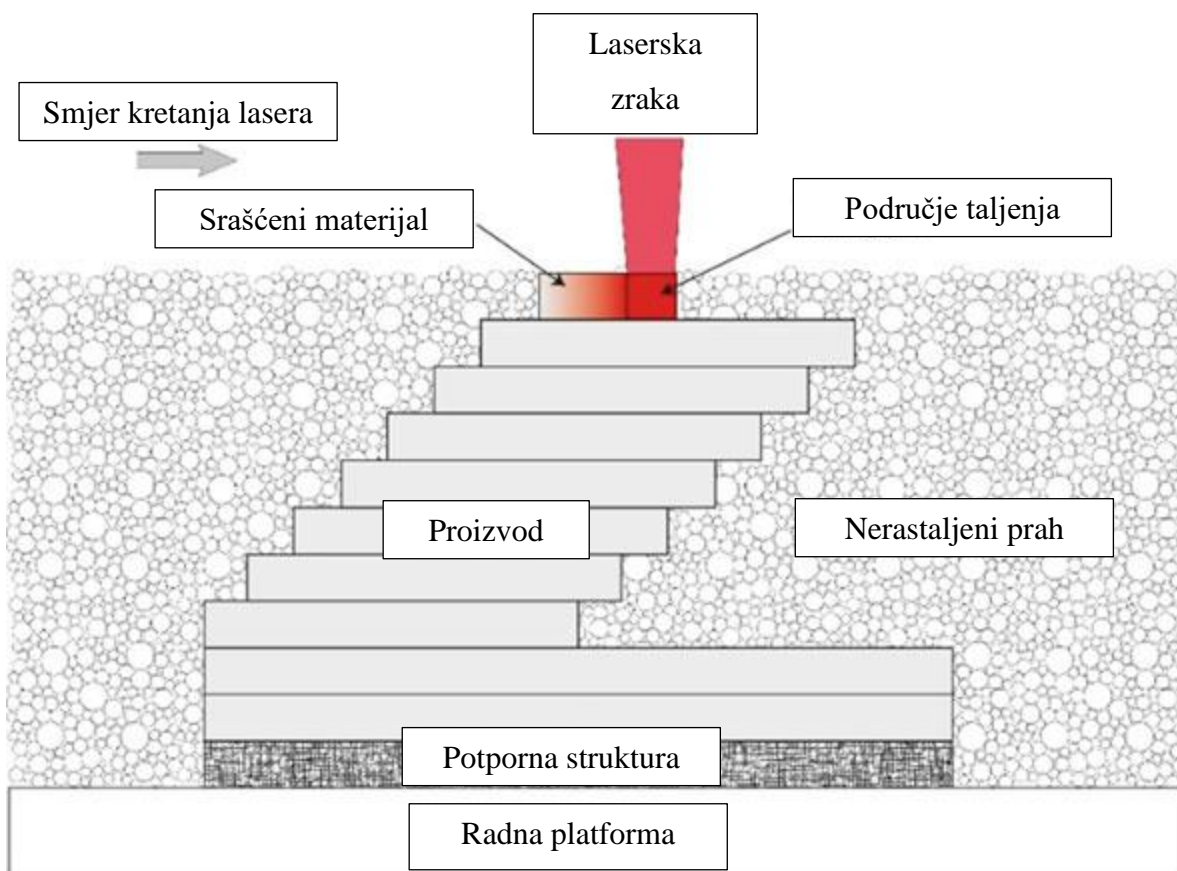 Laserska
zraka
Smjer kretanja lasera
Srašćeni materijal
Područje taljenja
Proizvod
Nerastaljeni prah
Potporna struktura
Radna platforma